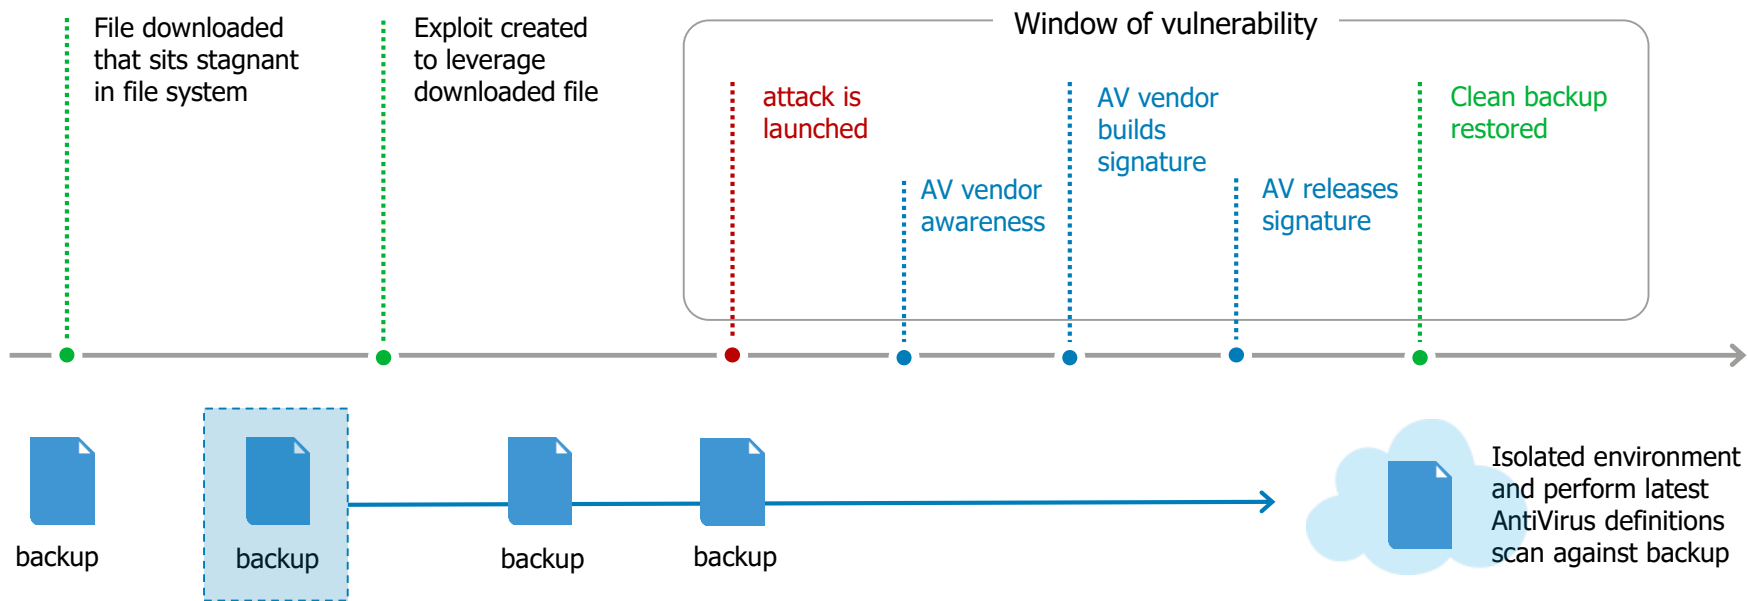 Window of vulnerability
File downloaded
that sits stagnant
in file system
Exploit created
to leverage
downloaded file
attack is
launched
AV vendor
awareness
AV vendor
builds
signature
AV releases
signature
Clean backup
restored
backup
backup
backup
backup
Isolated environment
and perform latest
AntiVirus definitions
scan against backup